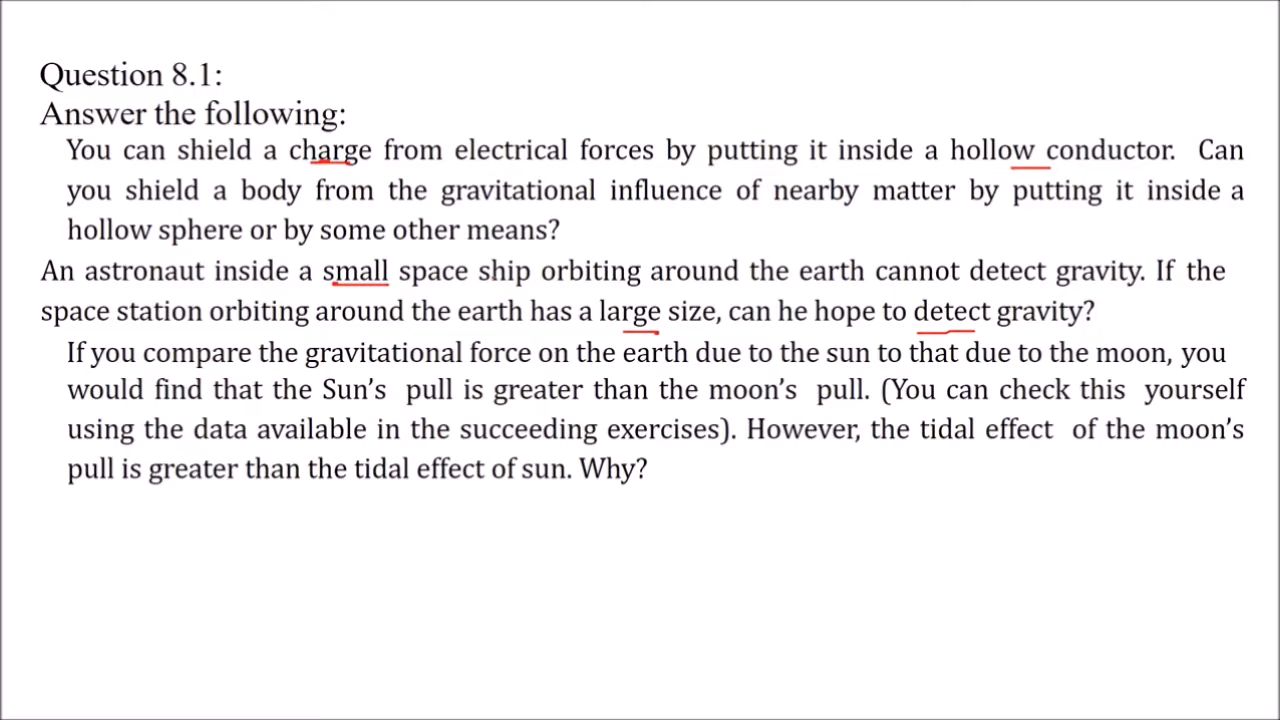 Question 8.1:
Answer the following:
You can shield a charge from electrical forces by putting it inside a hollow conductor. Can
you shield a body from the gravitational influence of nearby matter by putting it inside a
hollow sphere or by some other means?
An astronaut inside a small space ship orbiting around the earth cannot detect gravity. If the
space station orbiting around the earth has a large size, can he hope to detect gravity?
If you compare the gravitational force on the earth due to the sun to that due to the moon, you
would find that the Sun’s pull is greater than the moon’s pull. (You can check this yourself
using the data available in the succeeding exercises). However, the tidal effect of the moon’s
pull is greater than the tidal effect of sun. Why?